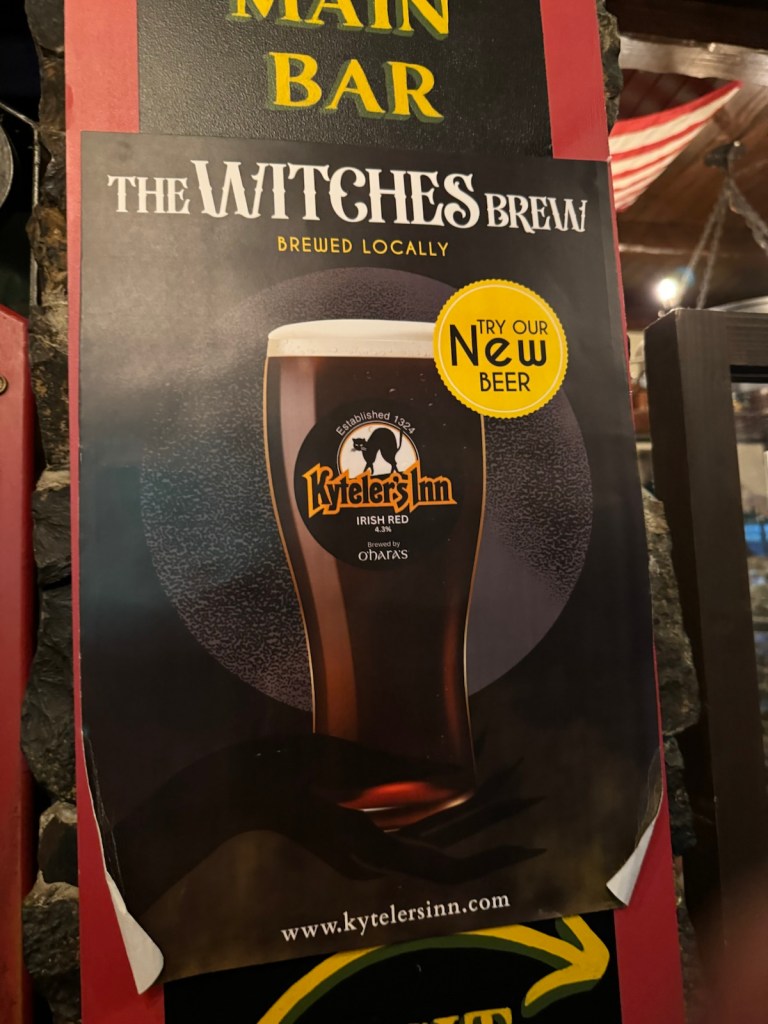 MAIN
BAR
THE WITCHES BREW
BREWED LOCALLY
TRY OUR
New
BEER
Established 1324
Kyteler's Inn
IRISH RED
4.3%
Brewed by
O'HARA'S
www.kytelersinn.com